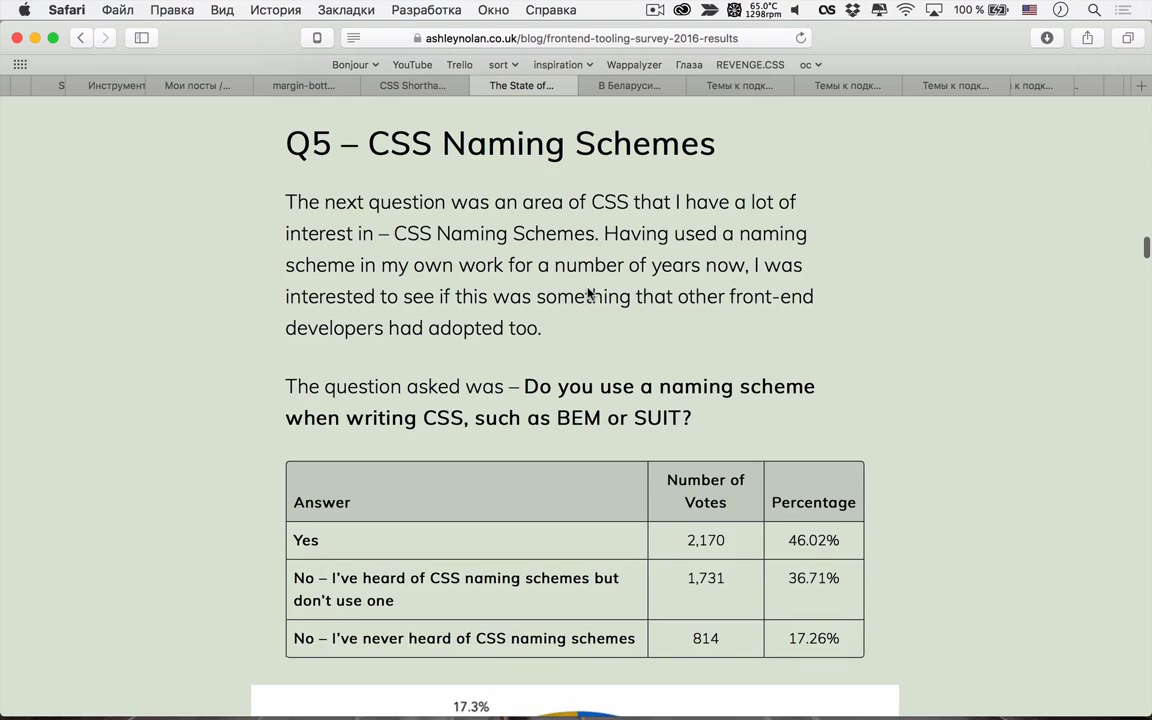 Safari Файл Правка Вид История Закладки Разработка Окно Справка 65.0°C 1298rpm 100 %
ashleynolan.co.uk/blog/frontend-tooling-survey-2016-results
Bonjour YouTube Trello sort inspiration Wappalyzer Глаза REVENGE.CSS ос
S Инструмент Мои посты /... margin-bott... CSS Shortha... The State of... В Беларуси... Темы к подк... Темы к подк... Темы к подк... к подк...
Q5 – CSS Naming Schemes
The next question was an area of CSS that I have a lot of
interest in – CSS Naming Schemes. Having used a naming
scheme in my own work for a number of years now, I was
interested to see if this was something that other front-end
developers had adopted too.
The question asked was – Do you use a naming scheme
when writing CSS, such as BEM or SUIT?
Answer Number of Votes Percentage
Yes 2,170 46.02%
No – I've heard of CSS naming schemes but don't use one 1,731 36.71%
No – I've never heard of CSS naming schemes 814 17.26%
17.3%